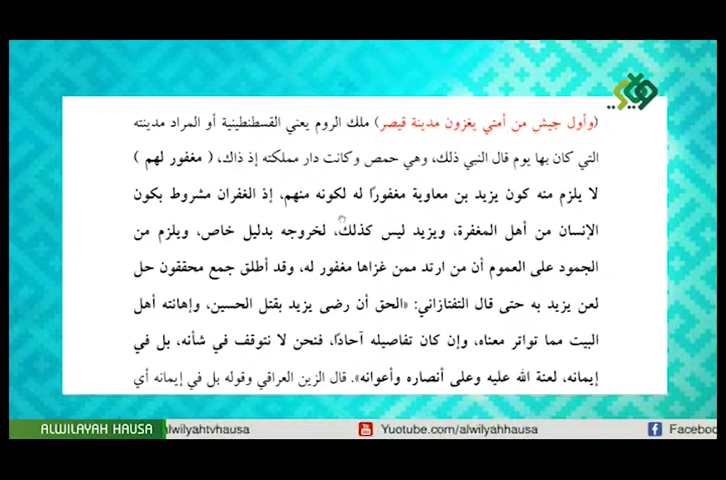 (وأول جيش من أمتي يغزون مدينة قيصر) ملك الروم يعني القسطنطينية أو المراد مدينته
التي كان بها يوم قال النبي ذلك، وهي حمص وكانت دار مملكته إذ ذاك، ( مغفور لهم )
لا يلزم منه كون يزيد بن معاوية مغفورًا له لكونه منهم، إذ الغفران مشروط بكون
الإنسان من أهل المغفرة، ويزيد ليس كذلك، لخروجه بدليل خاص، ويلزم من
الجمود على العموم أن من ارتد ممن غزاها مغفور له، وقد أطلق جمع محققون حل
لعن يزيد به حتى قال التفتازاني: «الحق أن رضى يزيد بقتل الحسين، وإهانته أهل
البيت مما تواتر معناه، وإن كان تفاصيله آحادًا، فنحن لا نتوقف في شأنه، بل في
إيمانه، لعنة الله عليه وعلى أنصاره وأعوانه». قال الزين العراقي وقوله بل في إيمانه أي
ALWILAYAH HAUSA alwilyahtvhausa Yuotube.com/alwilyahhausa Faceboo